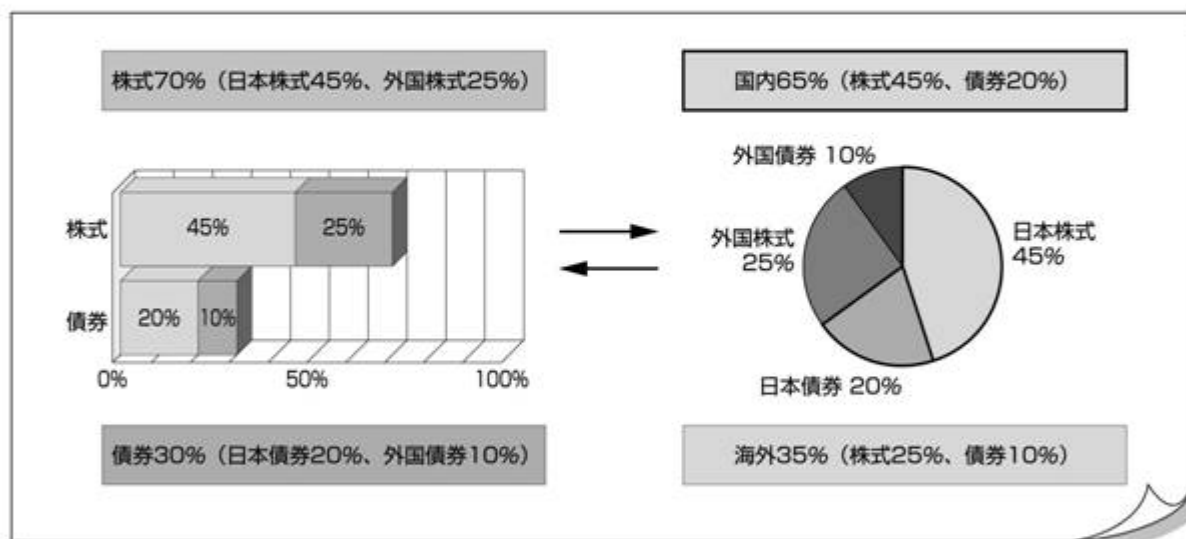 株式70%（日本株式45%、外国株式25%）
株式
45%
25%
債券
20%
10%
0%
50%
100%
債券30%（日本債券20%、外国債券10%）
国内65%（株式45%、債券20%）
外国債券 10%
外国株式
25%
日本株式
45%
日本債券 20%
海外35%（株式25%、債券10%）